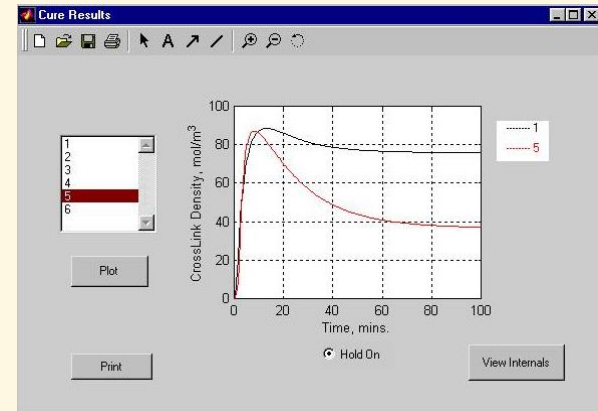 Cure Results
A
1
2
3
4
5
6
Plot
Print
CrossLink Density, mol/m³
100
80
60
40
20
0
0 20 40 60 80 100
Time, mins.
1
5
Hold On
View Internals